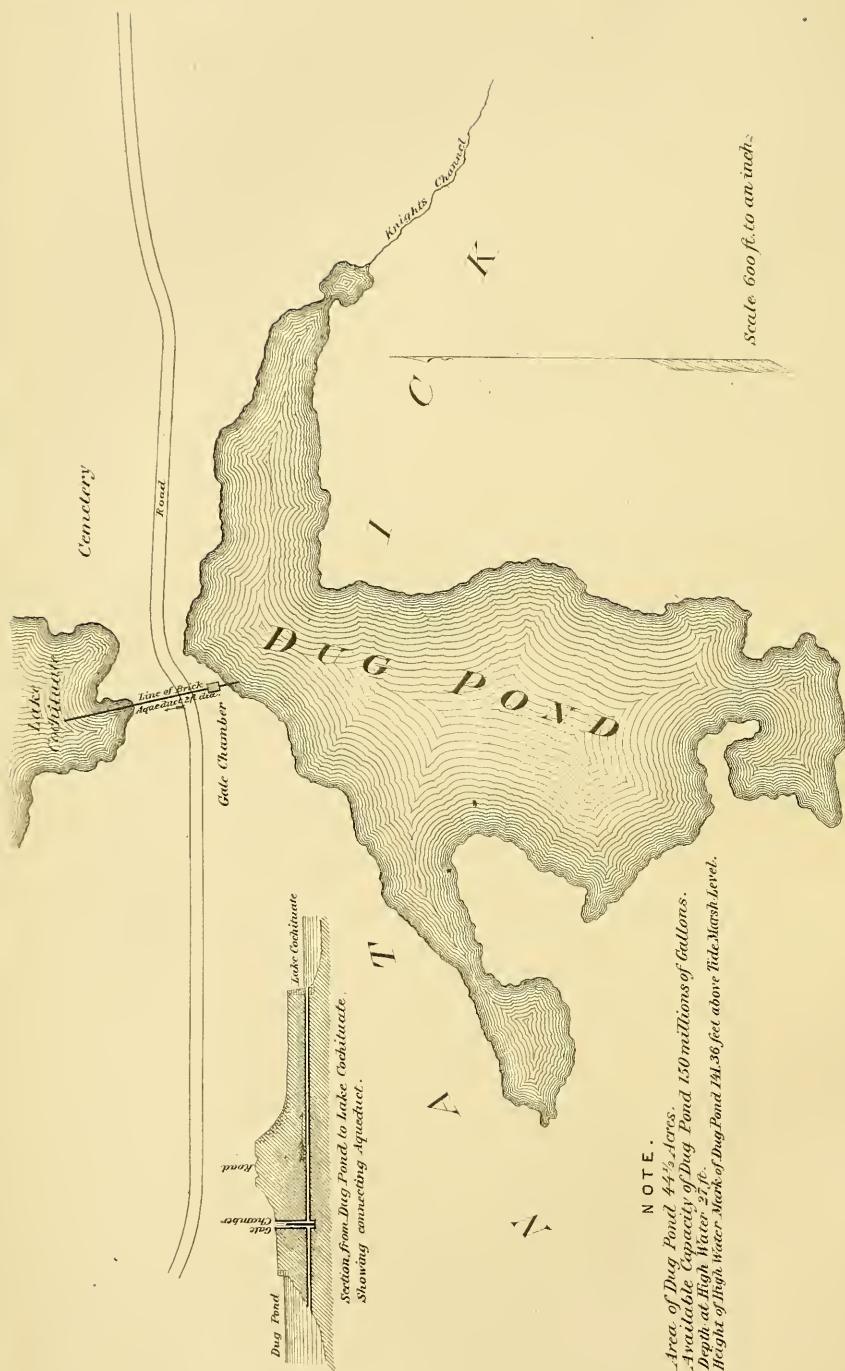 Cemetery
Lake
Cochituate
Road
Line of Brick
Aqueduct 2 ft. dia.
Gate Chamber
Knights Channel
DUG POND
NATICK
Dug Pond
Gate
Chamber
Road
Lake Cochituate
Section from Dug Pond to Lake Cochituate,
Showing connecting Aqueduct.
NOTE.
Area of Dug Pond 44½ Acres.
Available Capacity of Dug Pond 150 millions of Gallons.
Depth at High Water 27 ft.
Height of High Water Mark of Dug Pond 141.36 feet above Tide Marsh Level.
Scale 600 ft. to an inch.